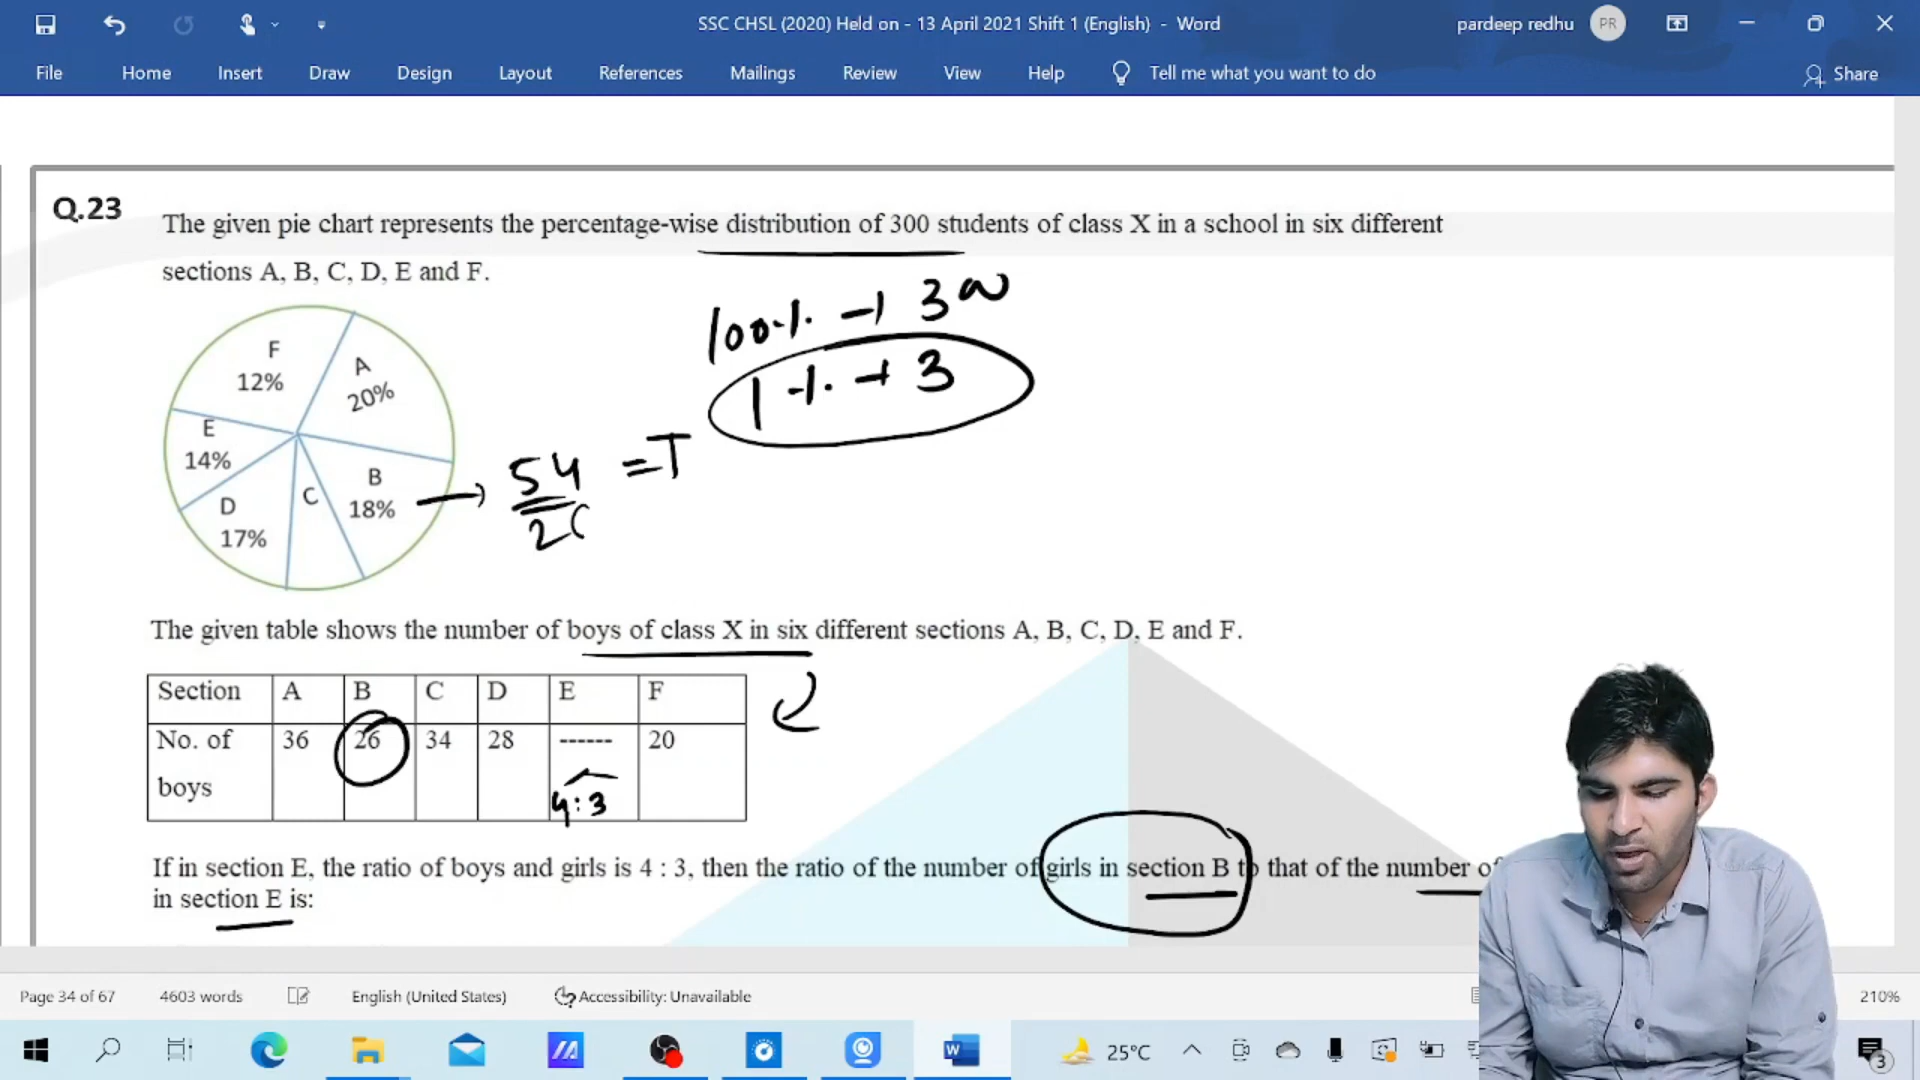 SSC CHSL (2020) Held on - 13 April 2021 Shift 1 (English) - Word
pardeep redhu PR
File Home Insert Draw Design Layout References Mailings Review View Help Tell me what you want to do Share
Q.23
The given pie chart represents the percentage-wise distribution of 300 students of class X in a school in six different
sections A, B, C, D, E and F.
100% → 300
1% → 3
F
12%
A
20%
E
14%
B
18%
C
D
17%
→ 54 = T
26
The given table shows the number of boys of class X in six different sections A, B, C, D, E and F.
Section A B C D E F
No. of boys 36 26 34 28 ------ 20
4:3
If in section E, the ratio of boys and girls is 4 : 3, then the ratio of the number of girls in section B to that of the number of
in section E is:
Page 34 of 67 4603 words English (United States) Accessibility: Unavailable 210%
25°C
3